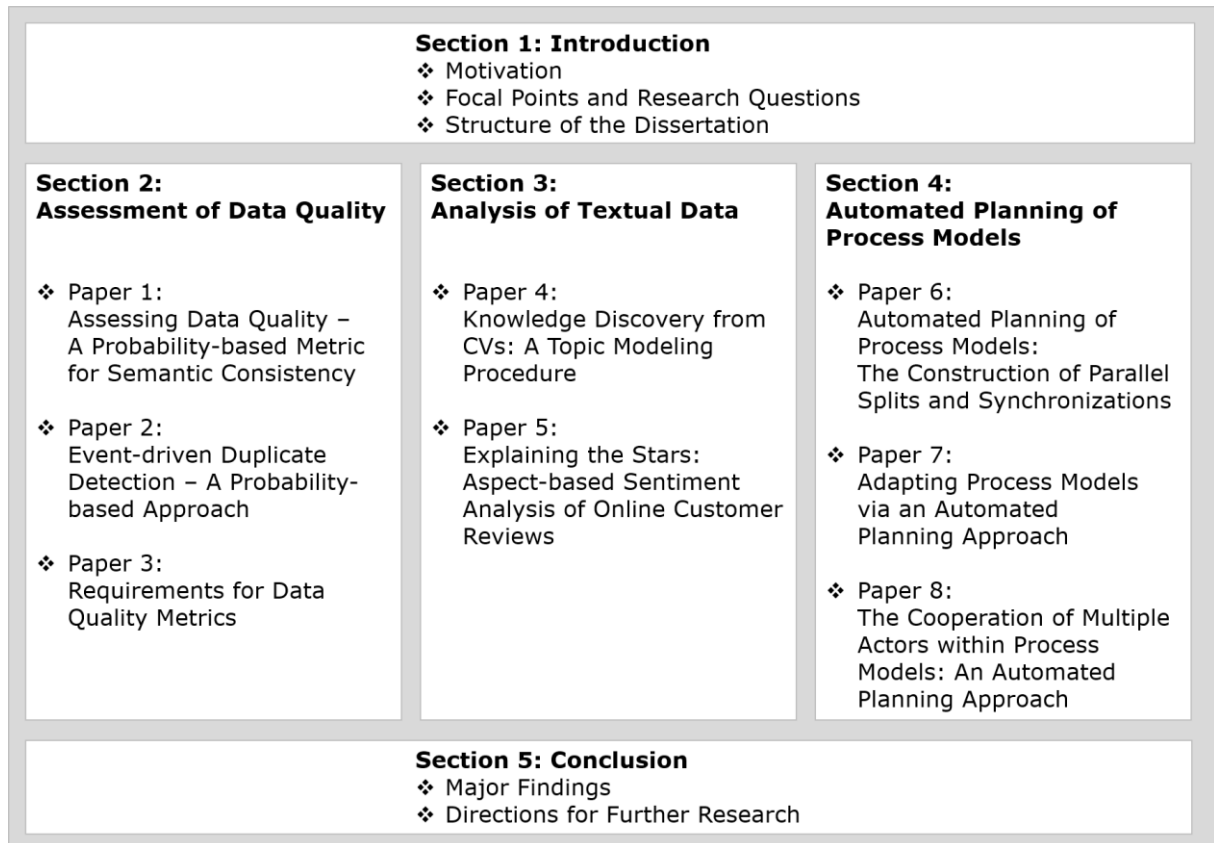 Section 1: Introduction
❖ Motivation
❖ Focal Points and Research Questions
❖ Structure of the Dissertation
Section 2:
Assessment of Data Quality
❖ Paper 1:
Assessing Data Quality –
A Probability-based Metric
for Semantic Consistency
❖ Paper 2:
Event-driven Duplicate
Detection – A Probability-
based Approach
❖ Paper 3:
Requirements for Data
Quality Metrics
Section 3:
Analysis of Textual Data
❖ Paper 4:
Knowledge Discovery from
CVs: A Topic Modeling
Procedure
❖ Paper 5:
Explaining the Stars:
Aspect-based Sentiment
Analysis of Online Customer
Reviews
Section 4:
Automated Planning of
Process Models
❖ Paper 6:
Automated Planning of
Process Models:
The Construction of Parallel
Splits and Synchronizations
❖ Paper 7:
Adapting Process Models
via an Automated
Planning Approach
❖ Paper 8:
The Cooperation of Multiple
Actors within Process
Models: An Automated
Planning Approach
Section 5: Conclusion
❖ Major Findings
❖ Directions for Further Research